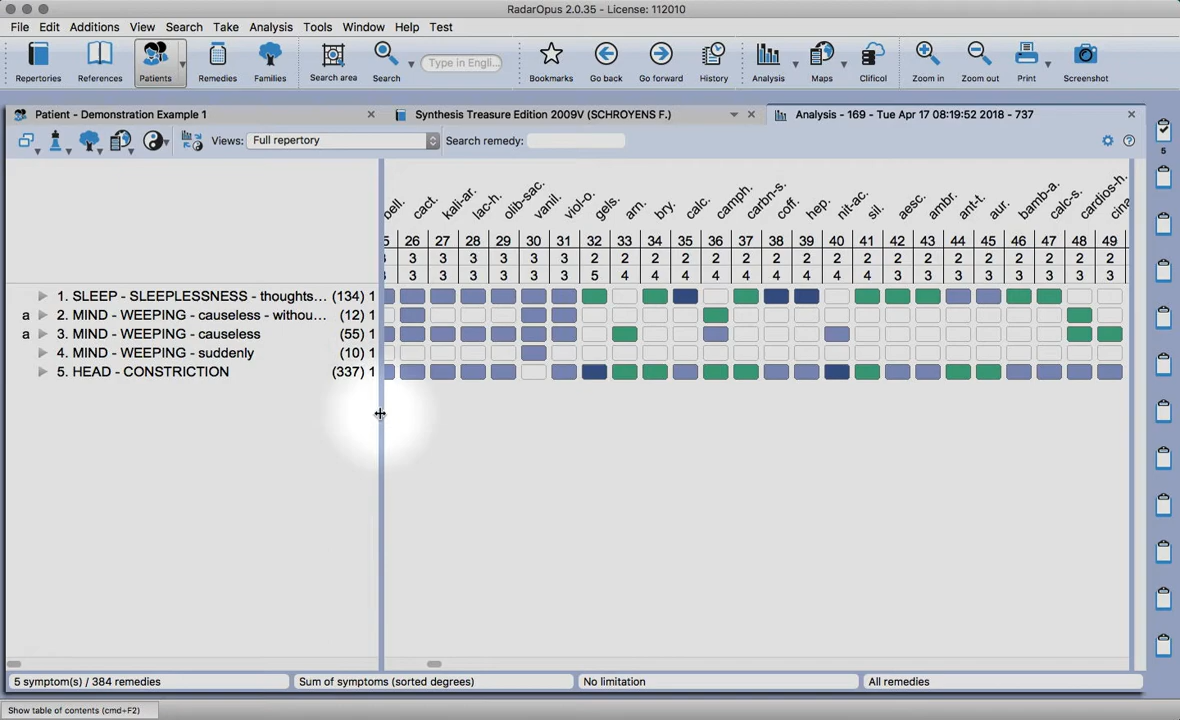 RadarOpus 2.0.35 - License: 112010
File Edit Additions View Search Take Analysis Tools Window Help Test
Repertories References Patients Remedies Families Search area Search Type in Engli... Bookmarks Go back Go forward History Analysis Maps Clificol Zoom in Zoom out Print Screenshot
Patient - Demonstration Example 1
Synthesis Treasure Edition 2009V (SCHROYENS F.)
Analysis - 169 - Tue Apr 17 08:19:52 2018 - 737
Views: Full repertory Search remedy:
5
bell. cact. kali-ar. lac-h. olib-sac. vanil. viol-o. gels. arn. bry. calc. camph. carbn-s. coff. hep. nit-ac. sil. aesc. ambr. ant-t. aur. bamb-a. calc-s. cardios-h. cina
5 26 27 28 29 30 31 32 33 34 35 36 37 38 39 40 41 42 43 44 45 46 47 48 49
3 3 3 3 3 3 2 2 2 2 2 2 2 2 2 2 2 2 2 2 2 2 2 2
3 3 3 3 3 3 5 4 4 4 4 4 4 4 4 4 3 3 3 3 3 3 3 3
1. SLEEP - SLEEPLESSNESS - thoughts... (134) 1
a 2. MIND - WEEPING - causeless - withou... (12) 1
a 3. MIND - WEEPING - causeless (55) 1
4. MIND - WEEPING - suddenly (10) 1
5. HEAD - CONSTRICTION (337) 1
5 symptom(s) / 384 remedies
Sum of symptoms (sorted degrees)
No limitation
All remedies
Show table of contents (cmd+F2)